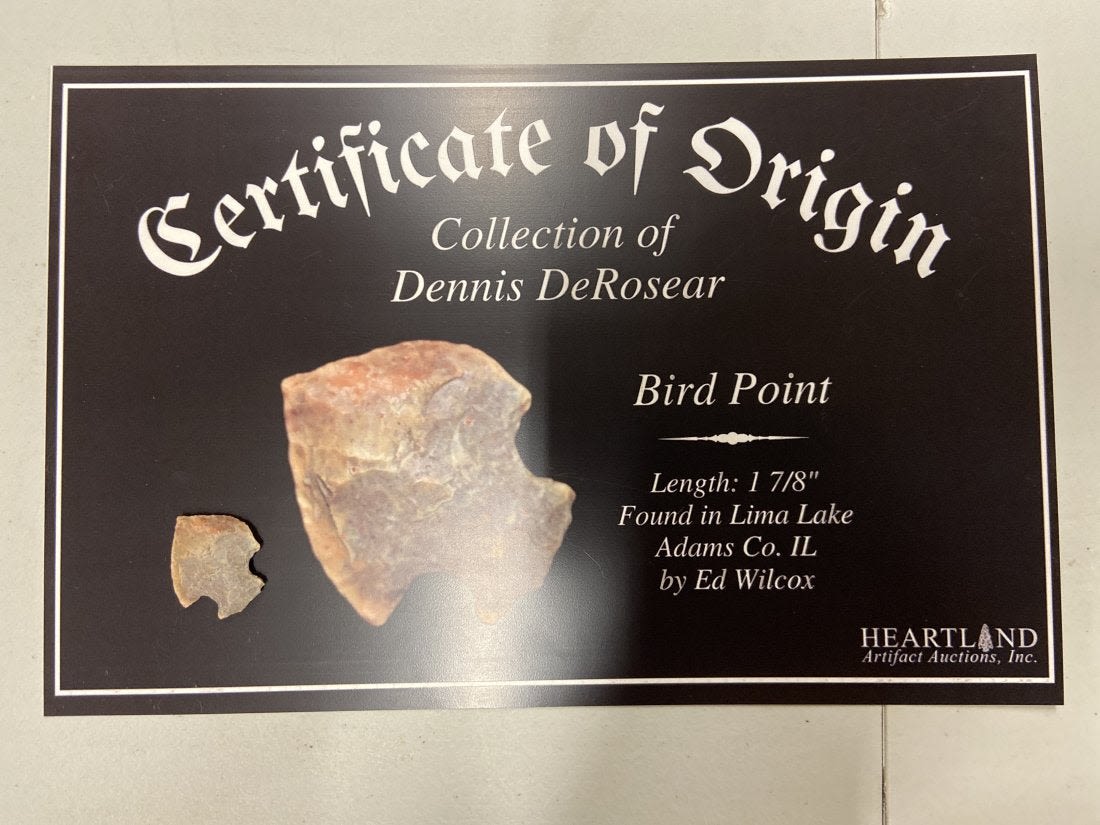 Certificate of Origin
Collection of
Dennis DeRosear
Bird Point
Length: 1 7/8"
Found in Lima Lake
Adams Co. IL
by Ed Wilcox
HEARTLAND
Artifact Auctions, Inc.